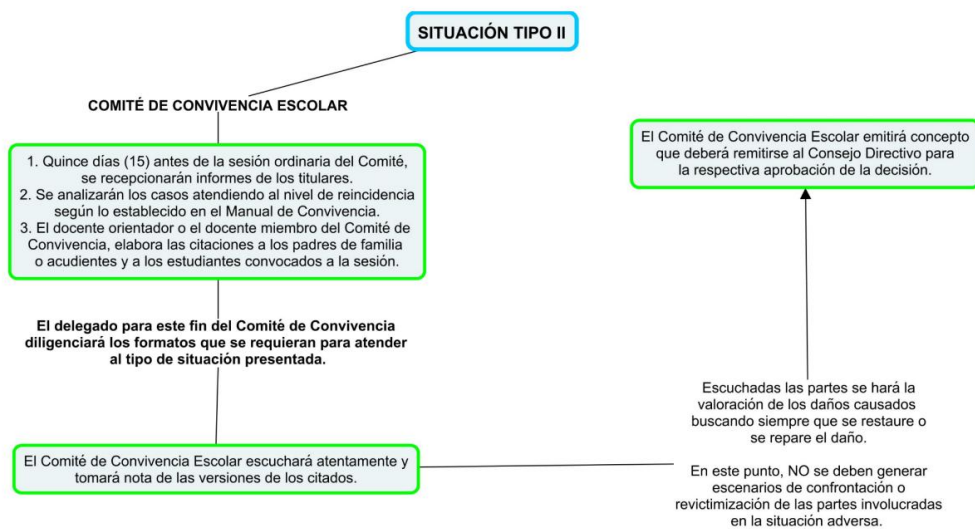 SITUACIÓN TIPO II
COMITÉ DE CONVIVENCIA ESCOLAR
1. Quince días (15) antes de la sesión ordinaria del Comité,
se recepcionarán informes de los titulares.
2. Se analizarán los casos atendiendo al nivel de reincidencia
según lo establecido en el Manual de Convivencia.
3. El docente orientador o el docente miembro del Comité de
Convivencia, elabora las citaciones a los padres de familia
o acudientes y a los estudiantes convocados a la sesión.
El delegado para este fin del Comité de Convivencia
diligenciará los formatos que se requieran para atender
al tipo de situación presentada.
El Comité de Convivencia Escolar escuchará atentamente y
tomará nota de las versiones de los citados.
Escuchadas las partes se hará la
valoración de los daños causados
buscando siempre que se restaure o
se repare el daño.
En este punto, NO se deben generar
escenarios de confrontación o
revictimización de las partes involucradas
en la situación adversa.
El Comité de Convivencia Escolar emitirá concepto
que deberá remitirse al Consejo Directivo para
la respectiva aprobación de la decisión.